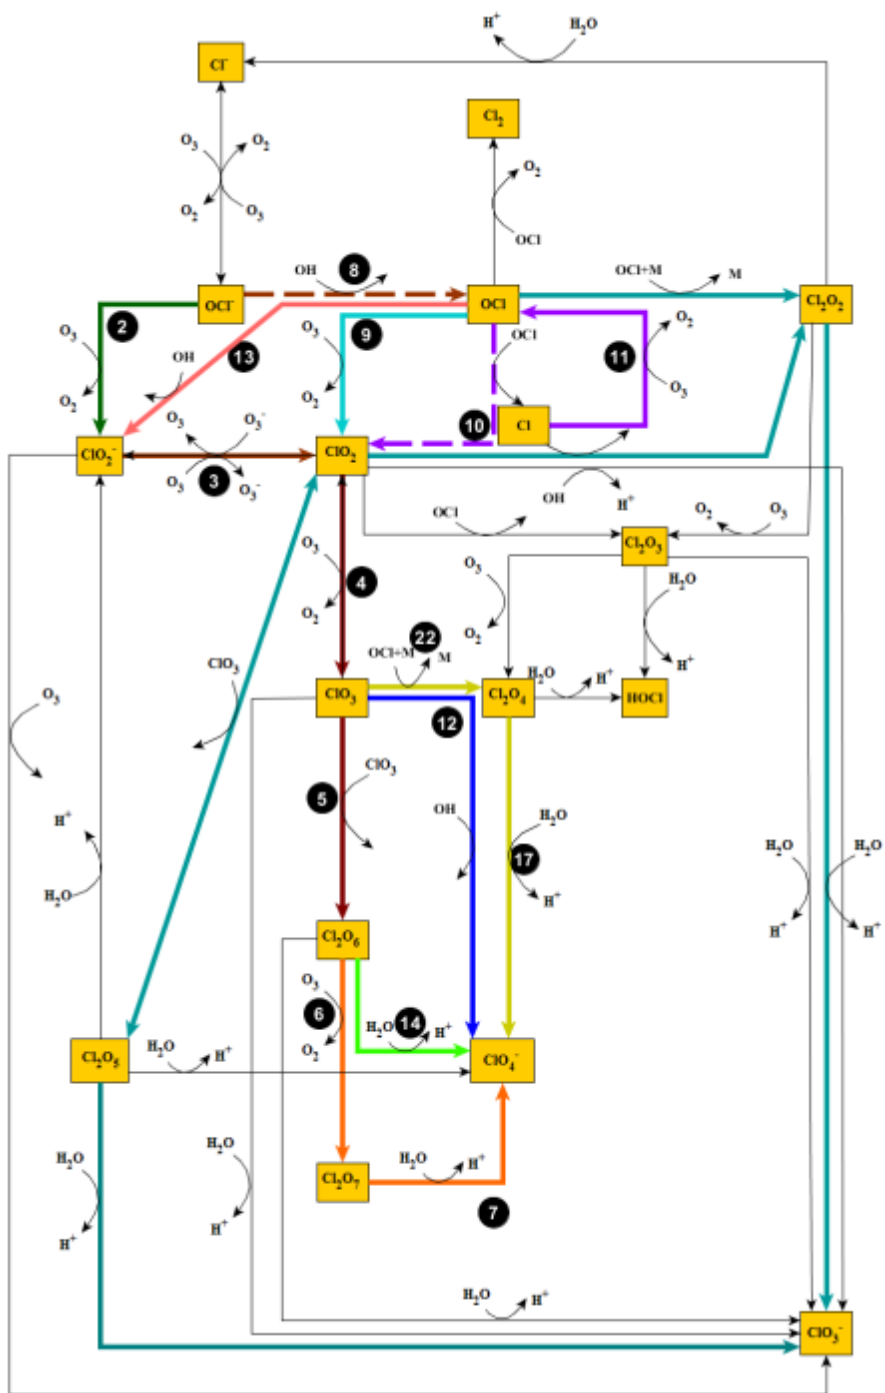 H⁺ H₂O
Cl⁻
Cl₂
O₃ O₂
O₂ O₃
O₂
OCl
OH 8
OCl+M M
OCl⁻ OCl Cl₂O₂
2 13 9 11
O₃ O₂
OH
O₃ O₂
OCl
O₂ O₃
10 Cl
O₃ O₃⁻
ClO₂⁻ ClO₂
O₃ 3 O₃⁻
OH H⁺
OCl
O₂ O₃
Cl₂O₃
O₃ O₂
4
O₃ O₂
H₂O H⁺
22
OCl+M M
ClO₃
ClO₃ Cl₂O₄ HOCl
H₂O H⁺
12
O₃
5 ClO₃
OH
17 H₂O H⁺
H⁺
H₂O
H₂O H⁺
H₂O H⁺
Cl₂O₆
O₃ O₂
6
H₂O 14 H⁺
Cl₂O₅ H₂O H⁺ ClO₄⁻
H₂O H⁺
H₂O H⁺
Cl₂O₇ H₂O H⁺
7
H₂O H⁺
ClO₃⁻